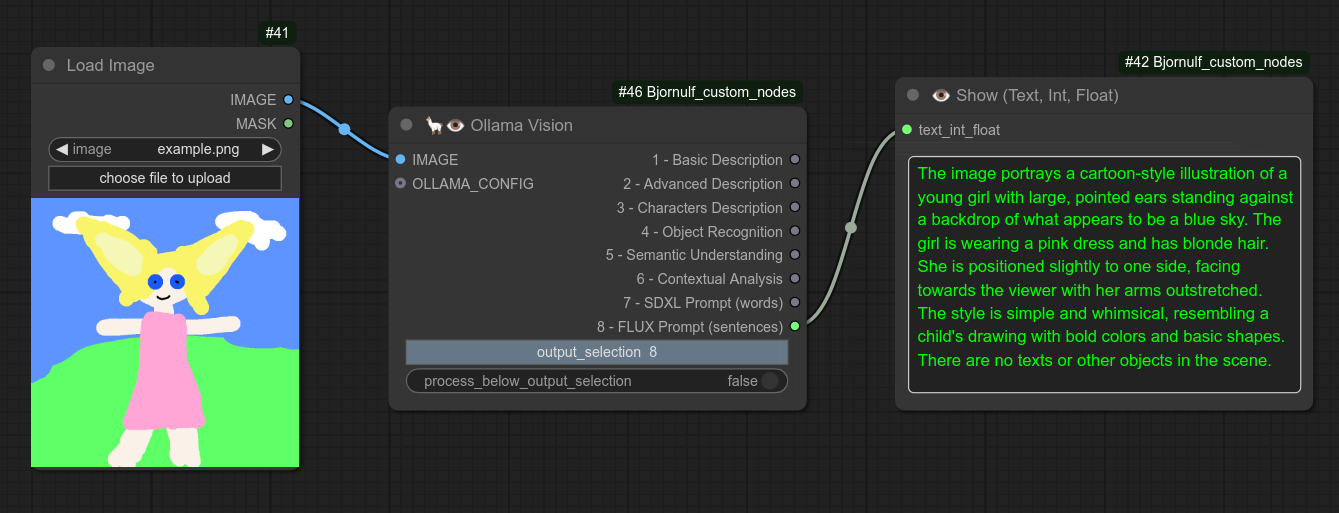 #41
Load Image
IMAGE
MASK
image example.png
choose file to upload
#46 Bjornulf_custom_nodes
Ollama Vision
IMAGE
OLLAMA_CONFIG
1 - Basic Description
2 - Advanced Description
3 - Characters Description
4 - Object Recognition
5 - Semantic Understanding
6 - Contextual Analysis
7 - SDXL Prompt (words)
8 - FLUX Prompt (sentences)
output_selection 8
process_below_output_selection false
#42 Bjornulf_custom_nodes
Show (Text, Int, Float)
text_int_float
The image portrays a cartoon-style illustration of a
young girl with large, pointed ears standing against
a backdrop of what appears to be a blue sky. The
girl is wearing a pink dress and has blonde hair.
She is positioned slightly to one side, facing
towards the viewer with her arms outstretched.
The style is simple and whimsical, resembling a
child's drawing with bold colors and basic shapes.
There are no texts or other objects in the scene.